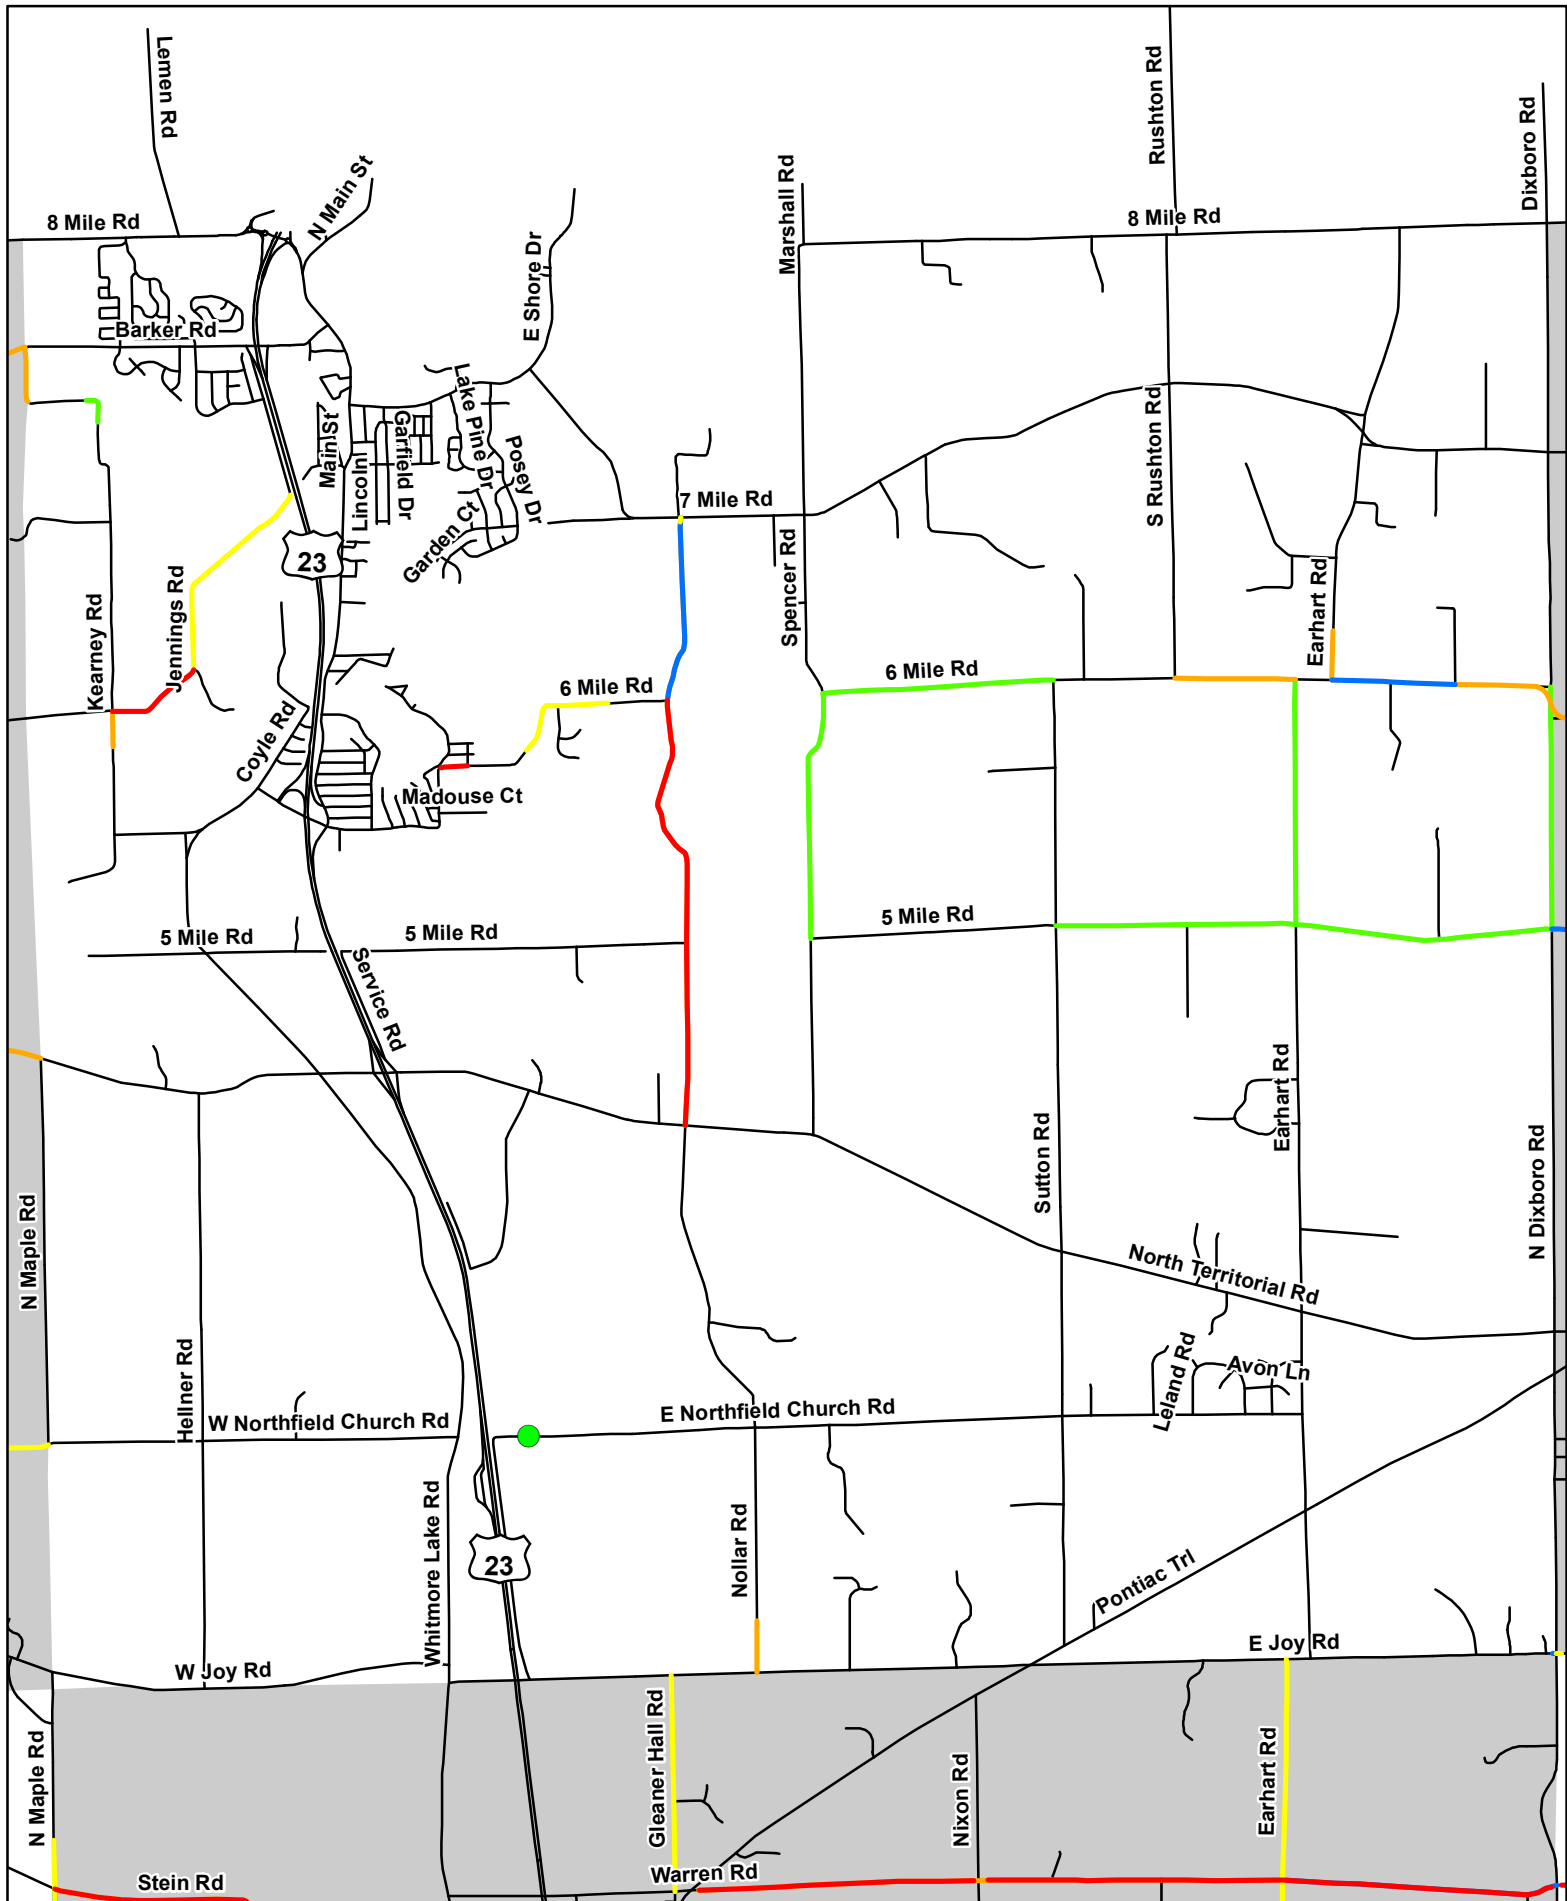 Lemen Rd
Rushton Rd
Dixboro Rd
N Main St
Marshall Rd
8 Mile Rd
8 Mile Rd
E Shore Dr
Barker Rd
Lake Pine Dr
Main St
Lincoln
Garfield Dr
Posey Dr
S Rushton Rd
7 Mile Rd
Garden Ct
23
Spencer Rd
Earhart Rd
Kearney Rd
Jennings Rd
6 Mile Rd
6 Mile Rd
Coyle Rd
Madouse Ct
5 Mile Rd
5 Mile Rd
5 Mile Rd
Service Rd
Earhart Rd
Sutton Rd
N Dixboro Rd
N Maple Rd
North Territorial Rd
Hellner Rd
Leland Rd
Avon Ln
W Northfield Church Rd
E Northfield Church Rd
Whitmore Lake Rd
23
Nollar Rd
Pontiac Trl
E Joy Rd
W Joy Rd
Gleaner Hall Rd
N Maple Rd
Nixon Rd
Earhart Rd
Stein Rd
Warren Rd